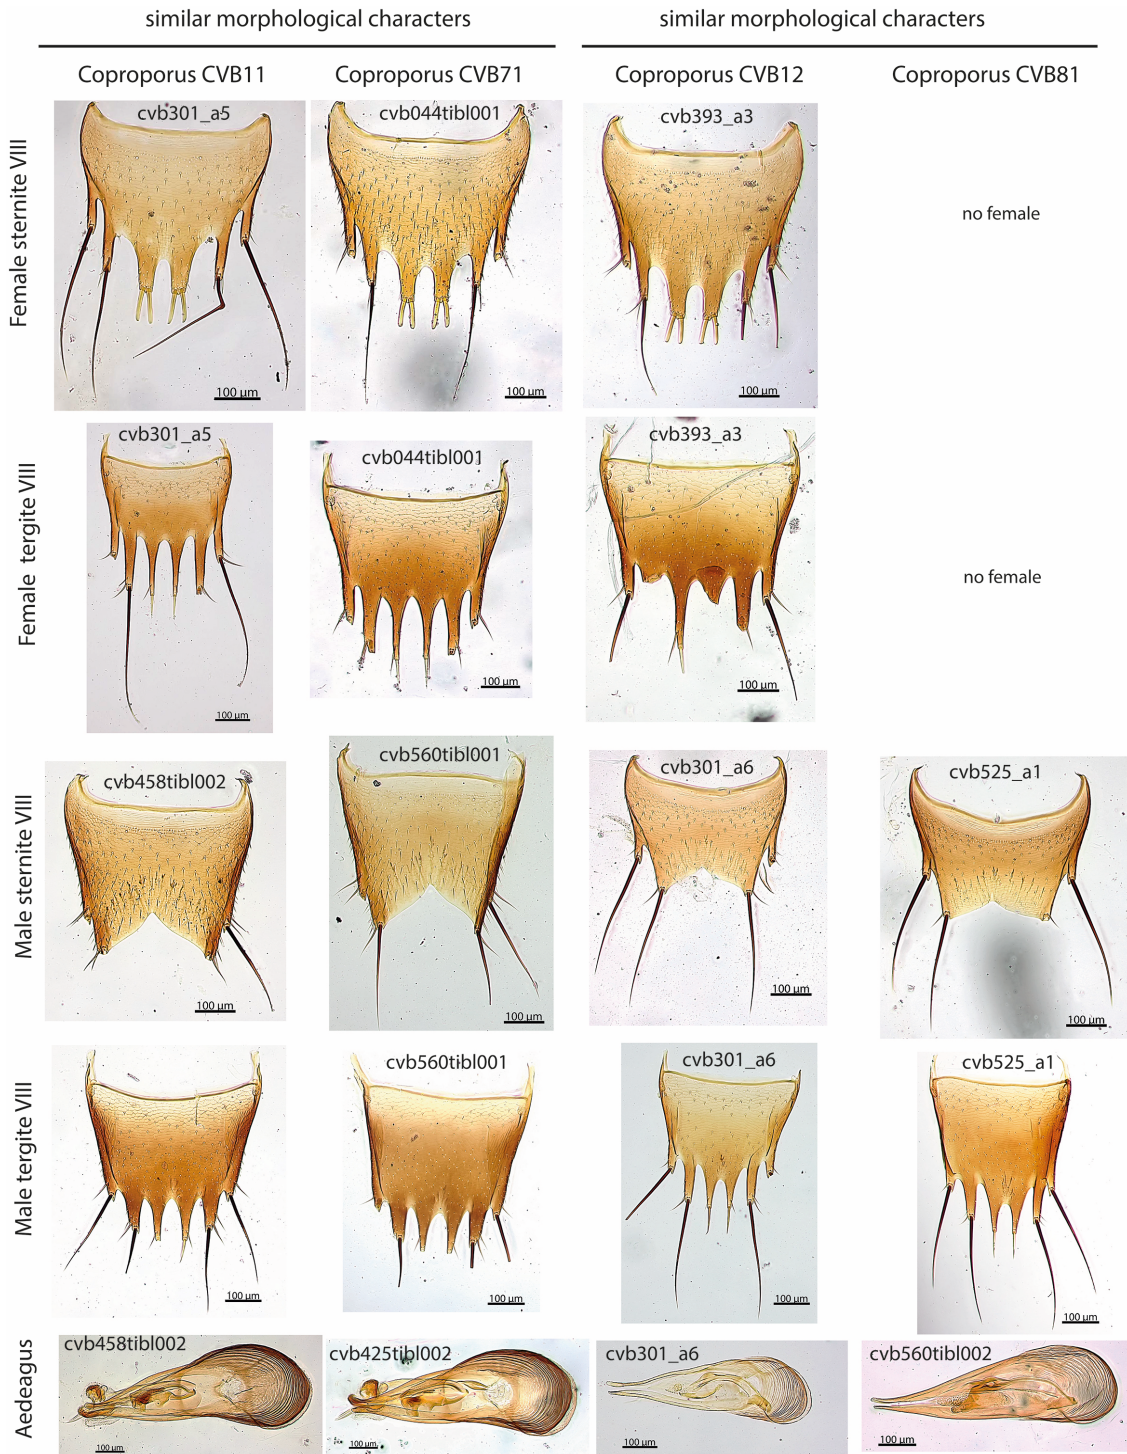 similar morphological characters
similar morphological characters
Coproporus CVB11
Coproporus CVB71
Coproporus CVB12
Coproporus CVB81
Female sternite VIII
cvb301_a5
cvb044tibl001
cvb393_a3
no female
100 µm
100 µm
100 µm
Female tergite VIII
cvb301_a5
cvb044tibl001
cvb393_a3
no female
100 µm
100 µm
100 µm
Male sternite VIII
cvb458tibl002
cvb560tibl001
cvb301_a6
cvb525_a1
100 µm
100 µm
100 µm
100 µm
Male tergite VIII
cvb560tibl001
cvb301_a6
cvb525_a1
100 µm
100 µm
100 µm
100 µm
Aedeagus
cvb458tibl002
cvb425tibl002
cvb301_a6
cvb560tibl002
100 µm
100 µm
100 µm
100 µm